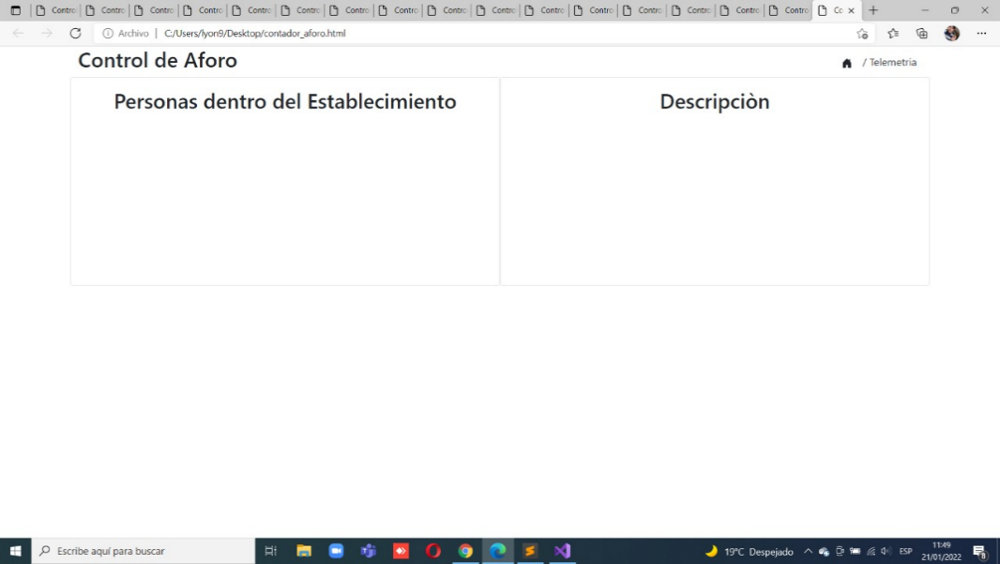 Contro Contro Contro Contro Contro Contro Contro Contro Contro Contro Contro Contro Contro Contro Contro Contro Co
Archivo | C:/Users/lyon9/Desktop/contador_aforo.html
Control de Aforo
/ Telemetria
Personas dentro del Establecimiento
Descripciòn
Escribe aquí para buscar
19°C Despejado
ESP
11:49
21/01/2022
8